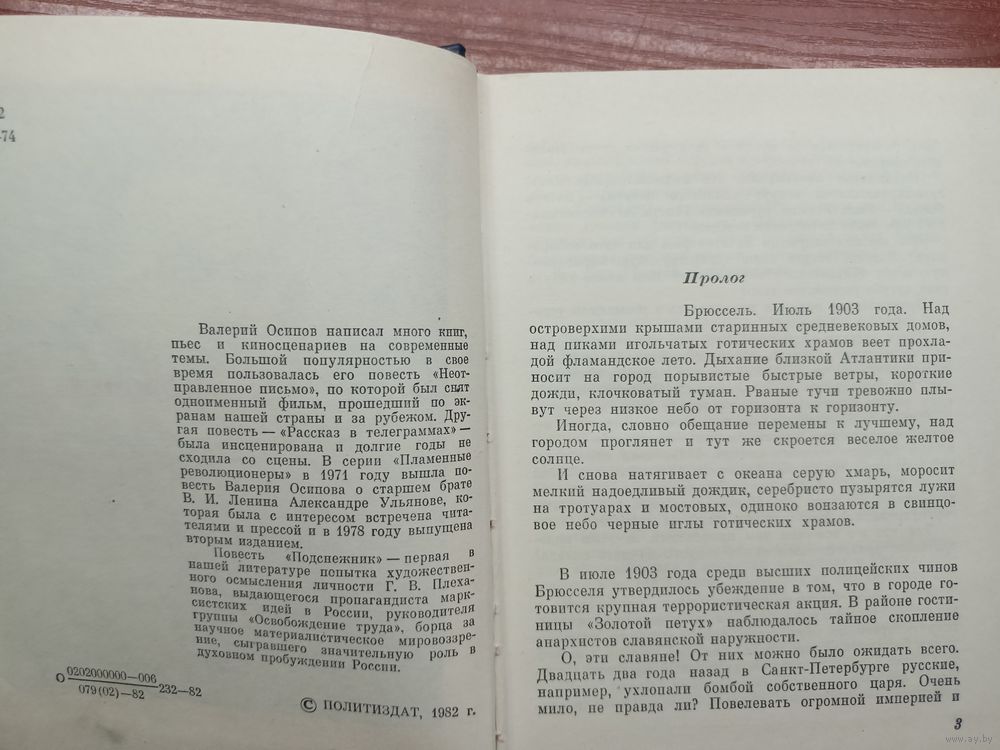 2
-74
Валерий Осипов написал много книг,
пьес и киносценариев на современные
темы. Большой популярностью в свое
время пользовалась его повесть «Неот-
правленное письмо», по которой был снят
одноименный фильм, прошедший по эк-
ранам нашей страны и за рубежом. Дру-
гая повесть — «Рассказ в телеграммах» —
была инсценирована и долгие годы не
сходила со сцены. В серии «Пламенные
революционеры» в 1971 году вышла по-
весть Валерия Осипова о старшем брате
В. И. Ленина Александре Ульянове, ко-
торая была с интересом встречена чита-
телями и прессой и в 1978 году выпущена
вторым изданием.
Повесть «Подснежник» — первая в
нашей литературе попытка художествен-
ного осмысления личности Г. В. Плеха-
нова, выдающегося пропагандиста марк-
систских идей в России, руководителя
группы «Освобождение труда», борца за
научное материалистическое мировоззре-
ние, сыгравшего значительную роль в
духовном пробуждении России.
О 0202000000—006
079(02)—82 —232—82
© ПОЛИТИЗДАТ, 1982 г.
Пролог
Брюссель. Июль 1903 года. Над
островерхими крышами старинных средневековых домов,
над пиками игольчатых готических храмов веет прохла-
дой фламандское лето. Дыхание близкой Атлантики при-
носит на город порывистые быстрые ветры, короткие
дожди, клочковатый туман. Рваные тучи тревожно плы-
вут через низкое небо от горизонта к горизонту.
Иногда, словно обещание перемены к лучшему, над
городом проглянет и тут же скроется веселое желтое
солнце.
И снова натягивает с океана серую хмарь, моросит
мелкий надоедливый дождик, серебристо пузырятся лужи
на тротуарах и мостовых, одиноко вонзаются в свинцо-
вое небо черные иглы готических храмов.
В июле 1903 года среди высших полицейских чинов
Брюсселя утвердилось убеждение в том, что в городе го-
товится крупная террористическая акция. В районе гости-
ницы «Золотой петух» наблюдалось тайное скопление
анархистов славянской наружности.
О, эти славяне! От них можно было ожидать всего.
Двадцать два года назад в Санкт-Петербурге русские,
например, ухлопали бомбой собственного царя. Очень
мило, не правда ли? Повелевать огромной империей и
3
www.ay.by